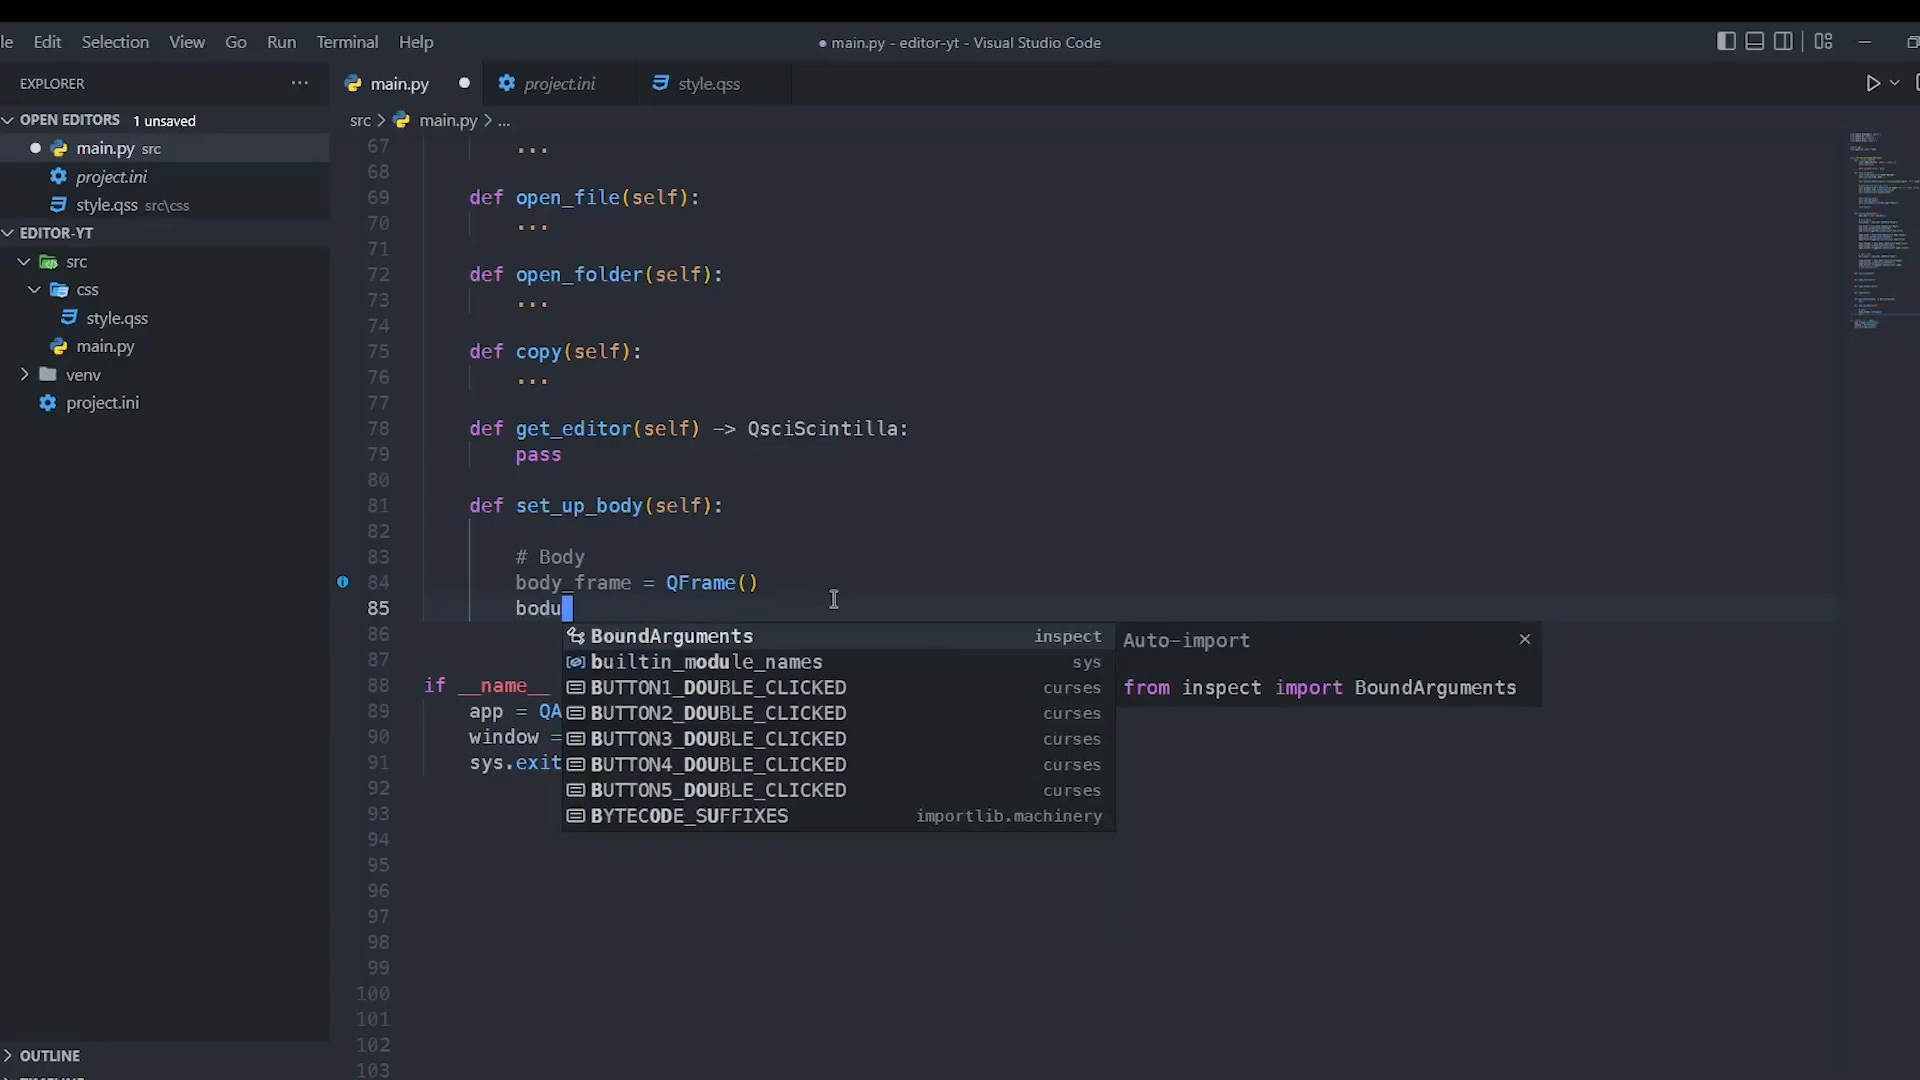 le Edit Selection View Go Run Terminal Help
● main.py - editor-yt - Visual Studio Code
EXPLORER ...
main.py ●
project.ini
style.qss
OPEN EDITORS 1 unsaved
● main.py src
project.ini
style.qss src\css
EDITOR-YT
src
css
style.qss
main.py
venv
project.ini
OUTLINE
src > main.py > ...
67 ...
68
69 def open_file(self):
70 ...
71
72 def open_folder(self):
73 ...
74
75 def copy(self):
76 ...
77
78 def get_editor(self) -> QsciScintilla:
79 pass
80
81 def set_up_body(self):
82
83 # Body
84 body_frame = QFrame()
85 bodu
86
87
88 if __name__
89 app = QA
90 window =
91 sys.exit
92
93
94
95
96
97
98
99
100
101
102
103
BoundArguments inspect
builtin_module_names sys
BUTTON1_DOUBLE_CLICKED curses
BUTTON2_DOUBLE_CLICKED curses
BUTTON3_DOUBLE_CLICKED curses
BUTTON4_DOUBLE_CLICKED curses
BUTTON5_DOUBLE_CLICKED curses
BYTECODE_SUFFIXES importlib.machinery
Auto-import
from inspect import BoundArguments